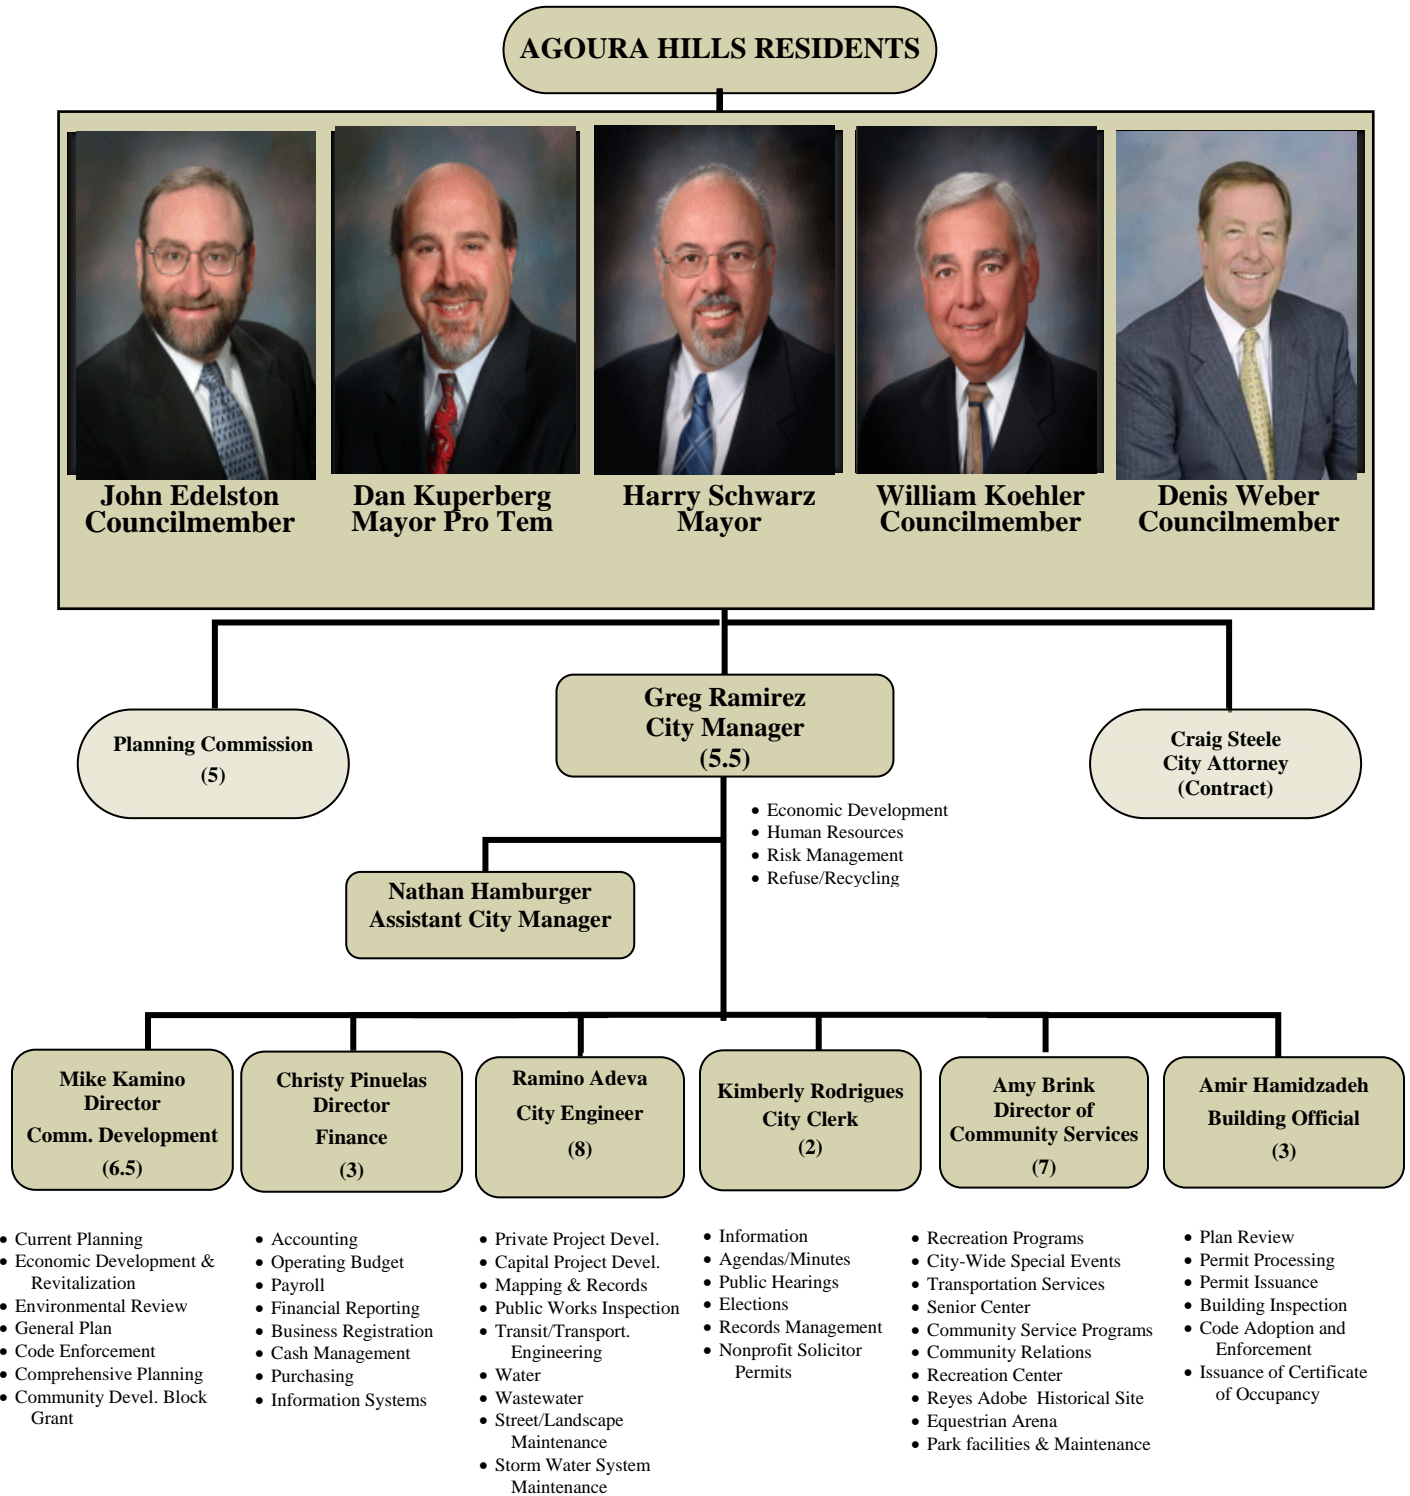 AGOURA HILLS RESIDENTS
John Edelston
Councilmember
Dan Kuperberg
Mayor Pro Tem
Harry Schwarz
Mayor
William Koehler
Councilmember
Denis Weber
Councilmember
Planning Commission
(5)
Greg Ramirez
City Manager
(5.5)
Craig Steele
City Attorney
(Contract)
• Economic Development
• Human Resources
• Risk Management
• Refuse/Recycling
Nathan Hamburger
Assistant City Manager
Mike Kamino
Director
Comm. Development
(6.5)
Christy Pinuelas
Director
Finance
(3)
Ramino Adeva
City Engineer
(8)
Kimberly Rodrigues
City Clerk
(2)
Amy Brink
Director of
Community Services
(7)
Amir Hamidzadeh
Building Official
(3)
• Current Planning
• Economic Development &
Revitalization
• Environmental Review
• General Plan
• Code Enforcement
• Comprehensive Planning
• Community Devel. Block
Grant
• Accounting
• Operating Budget
• Payroll
• Financial Reporting
• Business Registration
• Cash Management
• Purchasing
• Information Systems
• Private Project Devel.
• Capital Project Devel.
• Mapping & Records
• Public Works Inspection
• Transit/Transport.
Engineering
• Water
• Wastewater
• Street/Landscape
Maintenance
• Storm Water System
Maintenance
• Information
• Agendas/Minutes
• Public Hearings
• Elections
• Records Management
• Nonprofit Solicitor
Permits
• Recreation Programs
• City-Wide Special Events
• Transportation Services
• Senior Center
• Community Service Programs
• Community Relations
• Recreation Center
• Reyes Adobe Historical Site
• Equestrian Arena
• Park facilities & Maintenance
• Plan Review
• Permit Processing
• Permit Issuance
• Building Inspection
• Code Adoption and
Enforcement
• Issuance of Certificate
of Occupancy